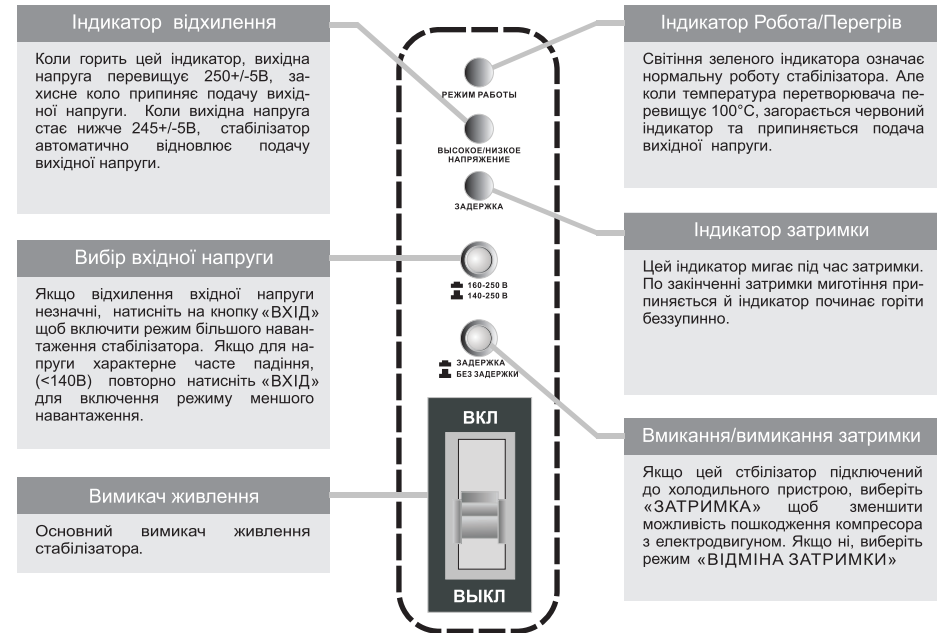 Індикатор відхилення
Коли горить цей індикатор, вихідна
напруга перевищує 250+/-5В, за-
хисне коло припиняє подачу вихід-
ної напруги. Коли вихідна напруга
стає нижче 245+/-5В, стабілізатор
автоматично відновлює подачу
вихідної напруги.
Вибір вхідної напруги
Якщо відхилення вхідної напруги
незначні, натисніть на кнопку «ВХІД»
щоб включити режим більшого наван-
таження стабілізатора. Якщо для на-
пруги характерне часте падіння,
(<140В) повторно натисніть «ВХІД»
для включення режиму меншого
навантаження.
Вимикач живлення
Основний вимикач живлення
стабілізатора.
РЕЖИМ РАБОТЫ
ВЫСОКОЕ/НИЗКОЕ
НАПРЯЖЕНИЕ
ЗАДЕРЖКА
160-250 В
140-250 В
ЗАДЕРЖКА
БЕЗ ЗАДЕРЖКИ
ВКЛ
ВЫКЛ
Індикатор Робота/Перегрів
Світіння зеленого індикатора означає
нормальну роботу стабілізатора. Але
коли температура перетворювача пе-
ревищує 100°С, загорається червоний
індикатор та припиняється подача
вихідної напруги.
Індикатор затримки
Цей індикатор мигає під час затримки.
По закінченні затримки миготіння при-
пиняється й індикатор починає горіти
беззупинно.
Вмикання/вимикання затримки
Якщо цей стбілізатор підключений
до холодильного пристрою, виберіть
«ЗАТРИМКА» щоб зменшити
можливість пошкодження компресора
з електродвигуном. Якщо ні, виберіть
режим «ВІДМІНА ЗАТРИМКИ»